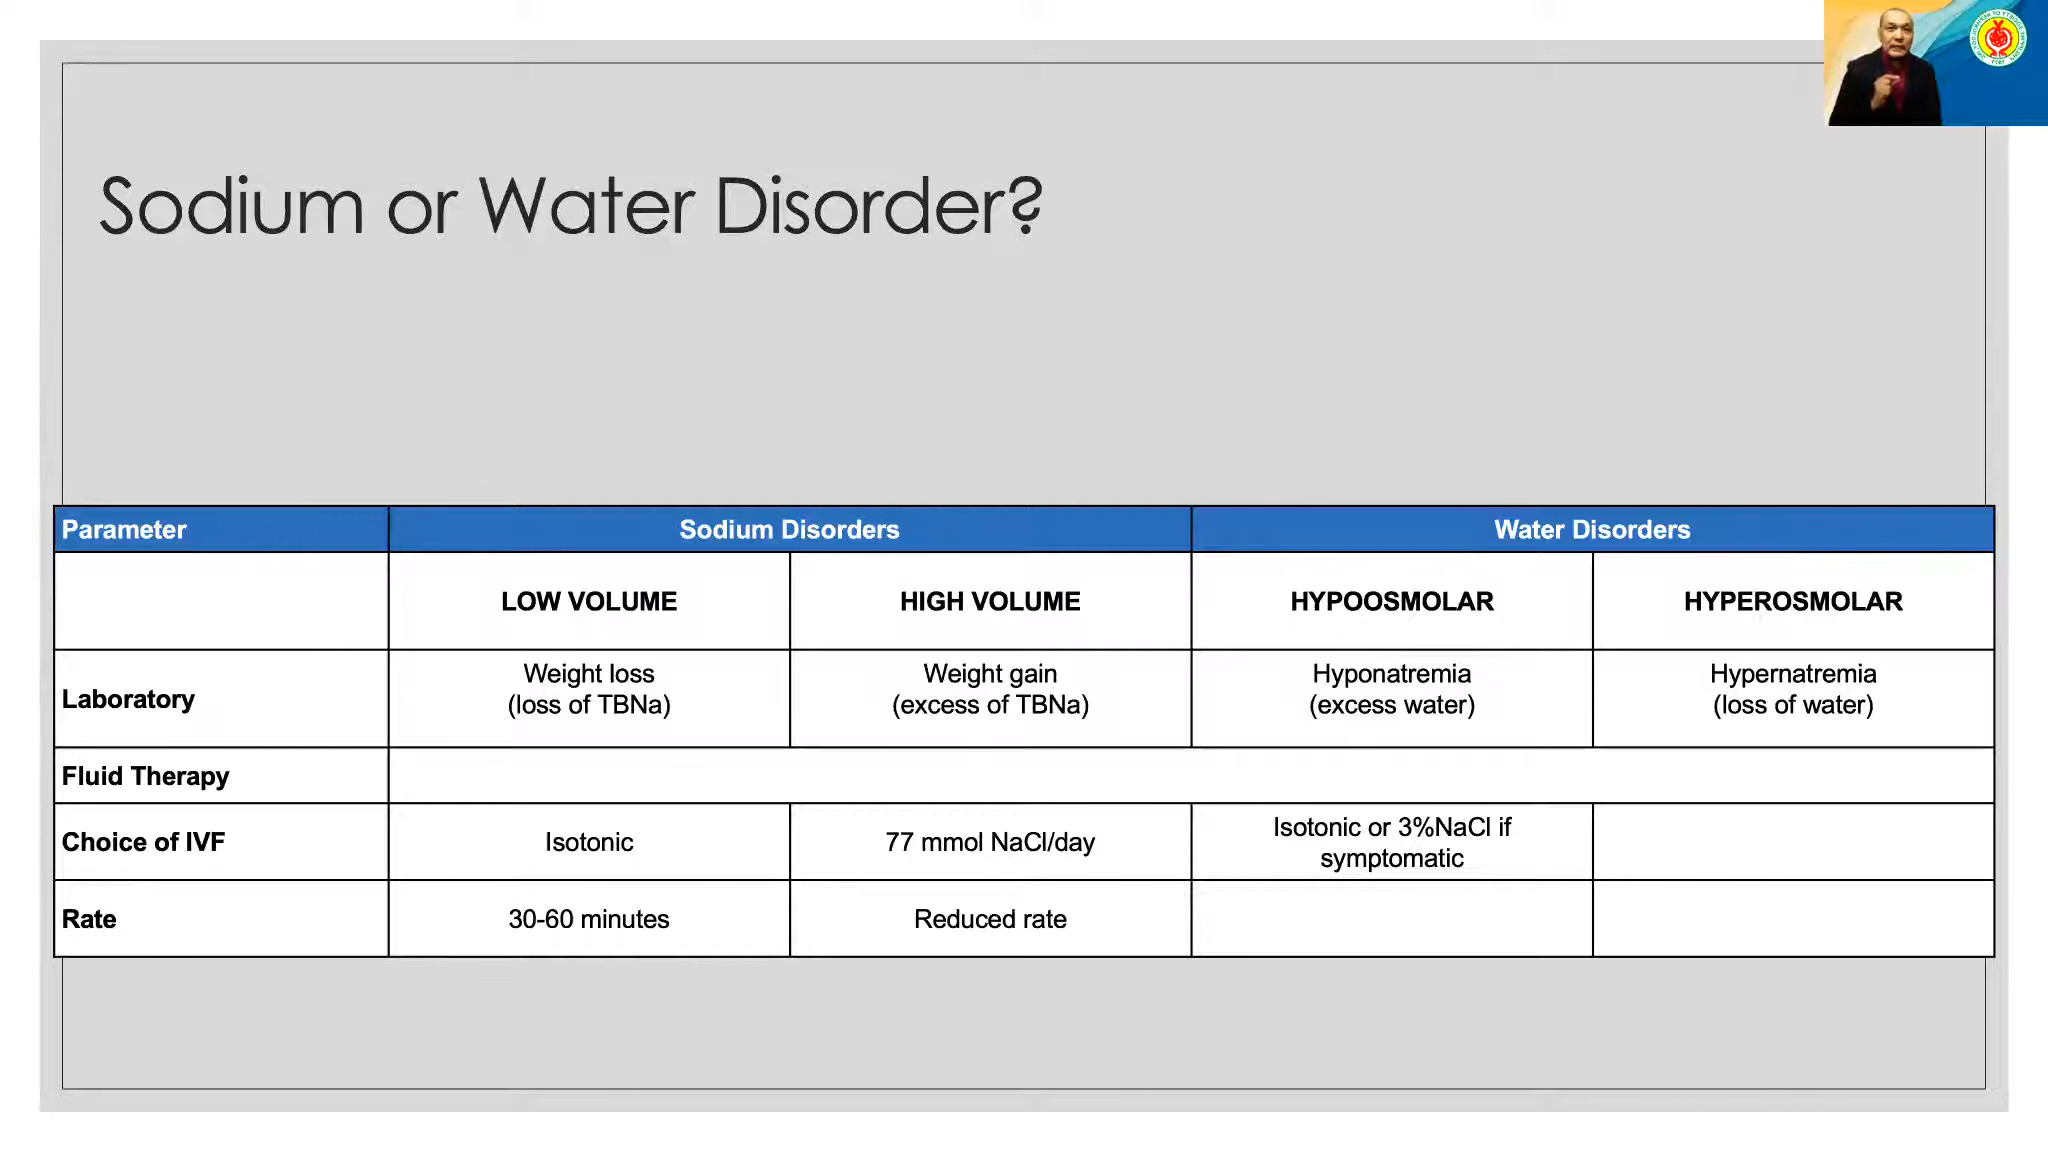 Sodium or Water Disorder?
Parameter Sodium Disorders Water Disorders
LOW VOLUME HIGH VOLUME HYPOOSMOLAR HYPEROSMOLAR
Laboratory
Weight loss
(loss of TBNa)
Weight gain
(excess of TBNa)
Hyponatremia
(excess water)
Hypernatremia
(loss of water)
Fluid Therapy
Choice of IVF
Isotonic
77 mmol NaCl/day
Isotonic or 3%NaCl if
symptomatic
Rate
30-60 minutes
Reduced rate